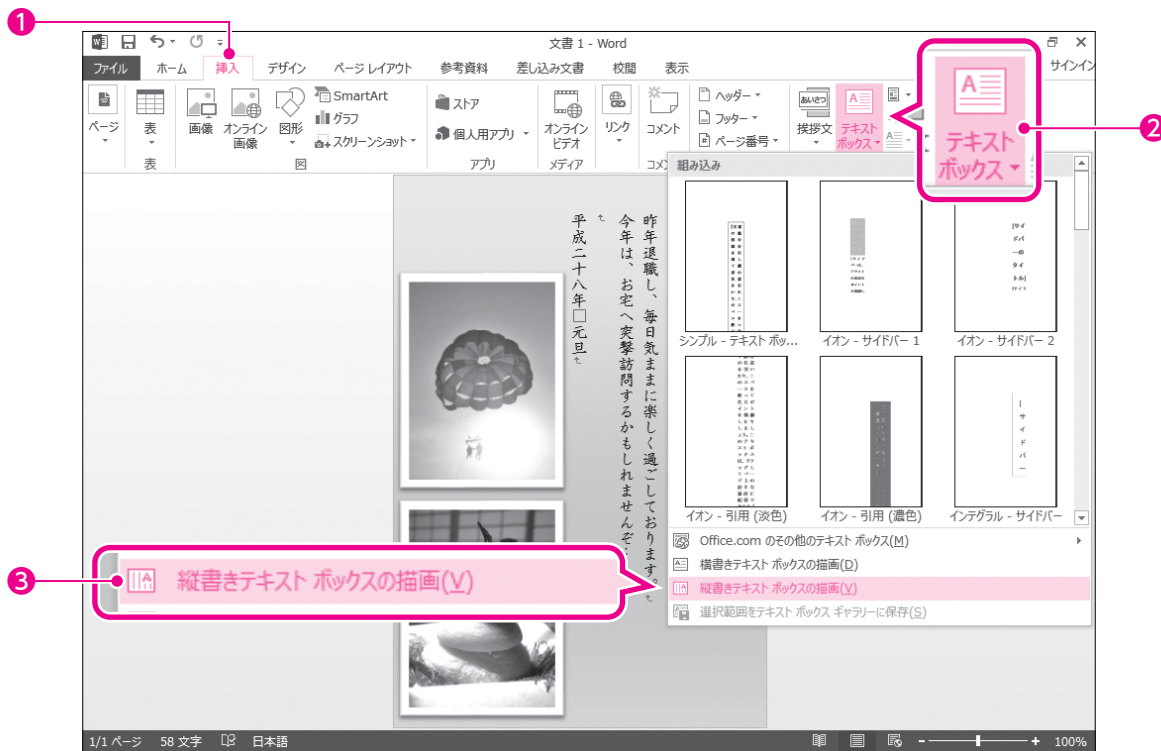 1
文書 1 - Word
ファイル ホーム 挿入 デザイン ページ レイアウト 参考資料 差し込み文書 校閲 表示 サインイン
ページ
表
画像
オンライン画像
図形
SmartArt
グラフ
スクリーンショット
ストア
個人用アプリ
オンラインビデオ
リンク
コメント
ヘッダー
フッター
ページ番号
あいさつ
挨拶文
テキストボックス
表 図 アプリ メディア
テキスト
ボックス
2
組み込み
シンプル - テキスト ボッ...
イオン - サイドバー 1
イオン - サイドバー 2
イオン - 引用 (淡色)
イオン - 引用 (濃色)
インテグラル - サイドバー
Office.com のその他のテキスト ボックス(M)
横書きテキスト ボックスの描画(D)
縦書きテキスト ボックスの描画(V)
選択範囲をテキスト ボックス ギャラリーに保存(S)
昨年退職し、毎日気ままに楽しく過ごしております。
今年は、お宅へ突撃訪問するかもしれませんぞ
平成二十八年□元旦
3
縦書きテキスト ボックスの描画(V)
1/1 ページ 58 文字 日本語 100%